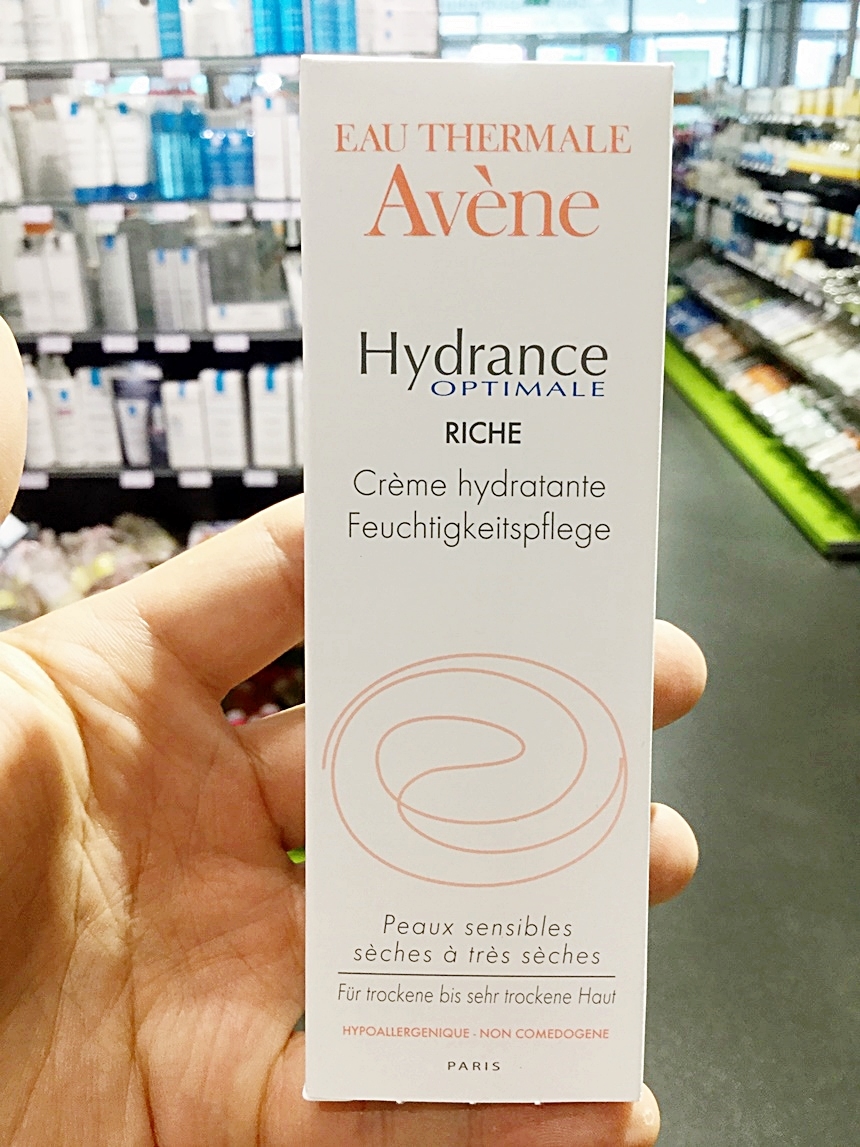 EAU THERMALE
Avène
Hydrance
OPTIMALE
RICHE
Crème hydratante
Feuchtigkeitspflege
Peaux sensibles
sèches à très sèches
Für trockene bis sehr trockene Haut
HYPOALLERGENIQUE - NON COMEDOGENE
PARIS